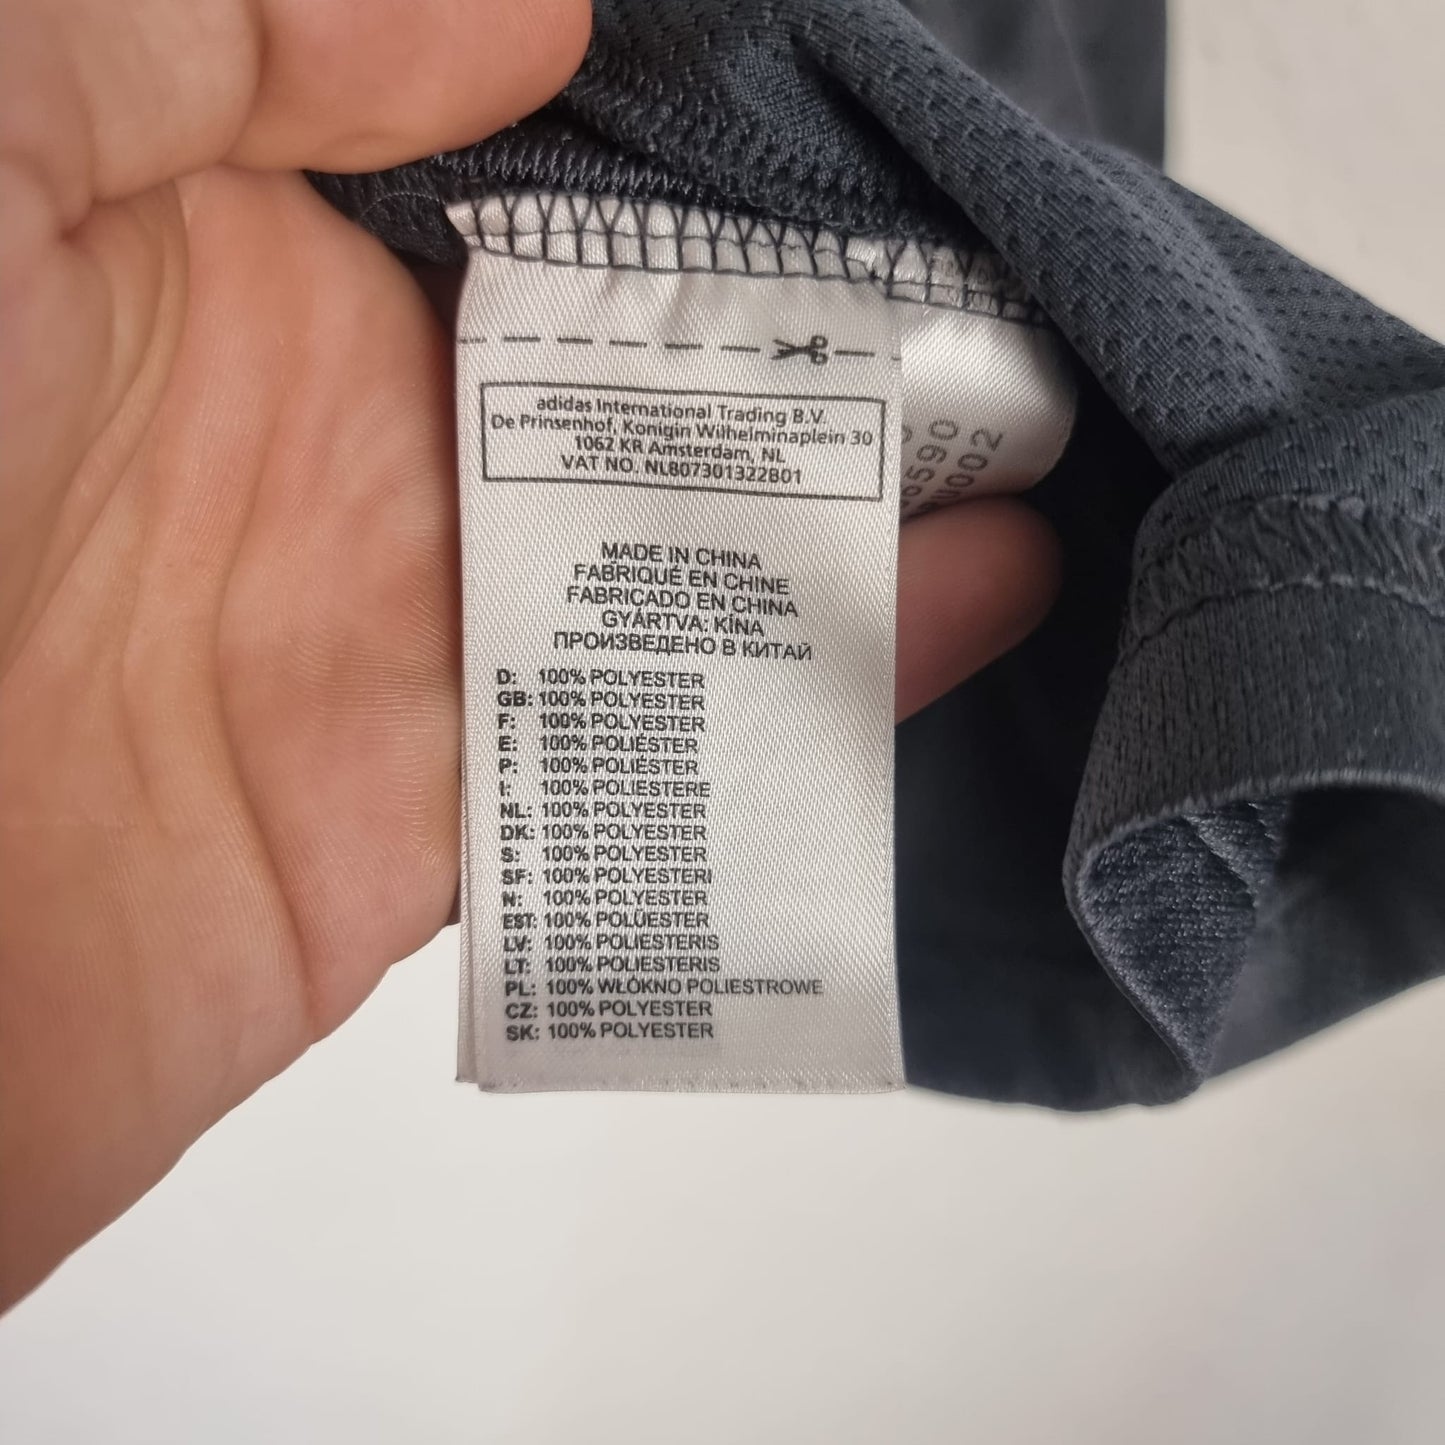 adidas International Trading B.V.
De Prinsenhof, Konigin Wilhelminaplein 30
1062 KR Amsterdam, NL
VAT NO. NL807301322B01
MADE IN CHINA
FABRIQUÉ EN CHINE
FABRICADO EN CHINA
GYÁRTVA: KÍNA
ПРОИЗВЕДЕНО В КИТАЙ
D: 100% POLYESTER
GB: 100% POLYESTER
F: 100% POLYESTER
E: 100% POLIÉSTER
P: 100% POLIÉSTER
I: 100% POLIESTERE
NL: 100% POLYESTER
DK: 100% POLYESTER
S: 100% POLYESTER
SF: 100% POLYESTERI
N: 100% POLYESTER
EST: 100% POLÜESTER
LV: 100% POLIESTERIS
LT: 100% POLIESTERIS
PL: 100% WŁÓKNO POLIESTROWE
CZ: 100% POLYESTER
SK: 100% POLYESTER